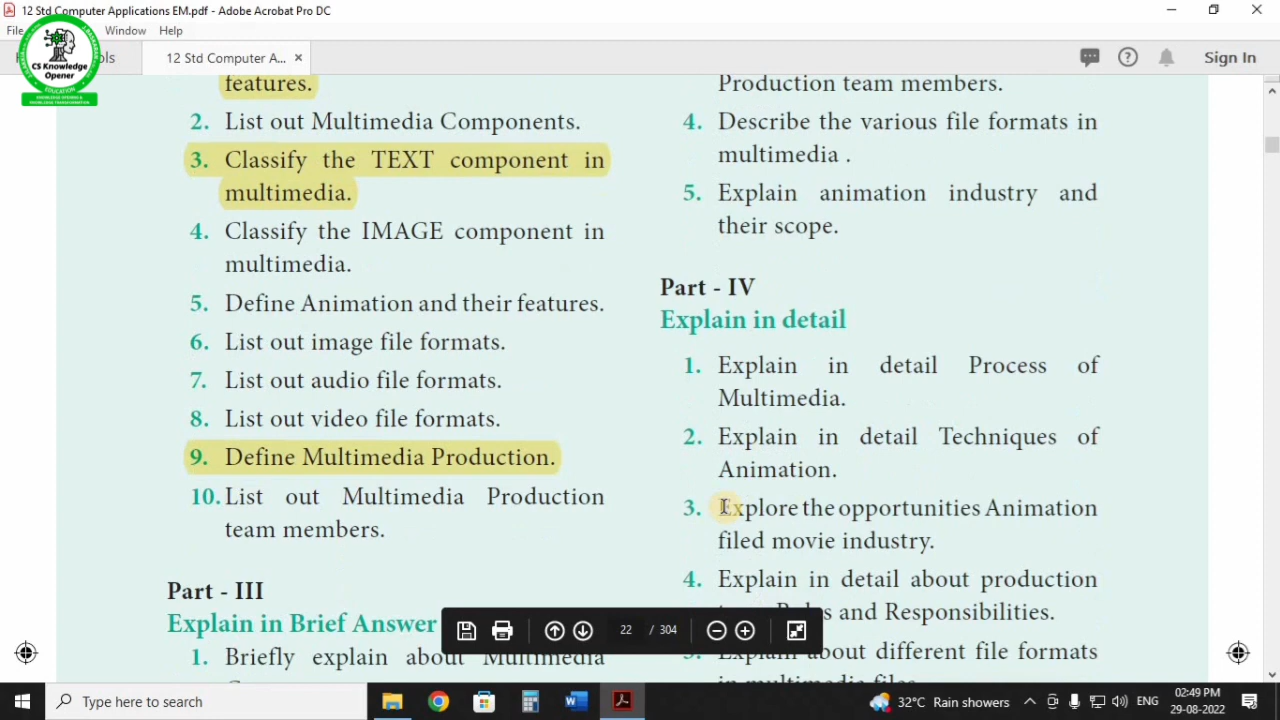 12 Std Computer Applications EM.pdf - Adobe Acrobat Pro DC
File
Window
Help
CS Knowledge
Opener
EDUCATION
12 Std Computer A...
Sign In
features.
2. List out Multimedia Components.
3. Classify the TEXT component in
multimedia.
4. Classify the IMAGE component in
multimedia.
5. Define Animation and their features.
6. List out image file formats.
7. List out audio file formats.
8. List out video file formats.
9. Define Multimedia Production.
10. List out Multimedia Production
team members.
Part - III
Explain in Brief Answer
1. Briefly explain about Multimedia
Production team members.
4. Describe the various file formats in
multimedia .
5. Explain animation industry and
their scope.
Part - IV
Explain in detail
1. Explain in detail Process of
Multimedia.
2. Explain in detail Techniques of
Animation.
3. Explore the opportunities Animation
filed movie industry.
4. Explain in detail about production
and Responsibilities.
Explain about different file formats
in multimedia files.
22 / 304
Type here to search
32°C Rain showers
ENG
02:49 PM
29-08-2022